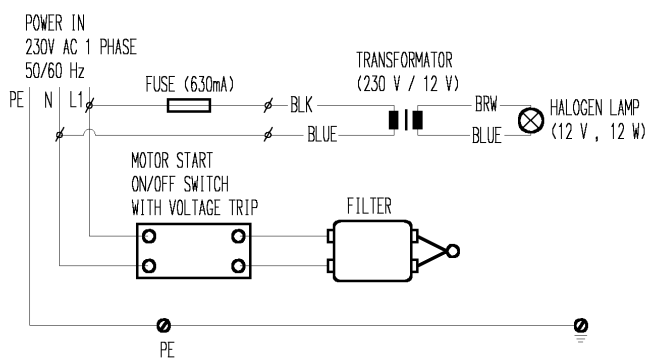 POWER IN
230V AC 1 PHASE
50/60 Hz
PE N L1
FUSE (630mA)
BLK
BLUE
TRANSFORMATOR
(230 V / 12 V)
BRW
BLUE
HALOGEN LAMP
(12 V , 12 W)
MOTOR START
ON/OFF SWITCH
WITH VOLTAGE TRIP
FILTER
PE